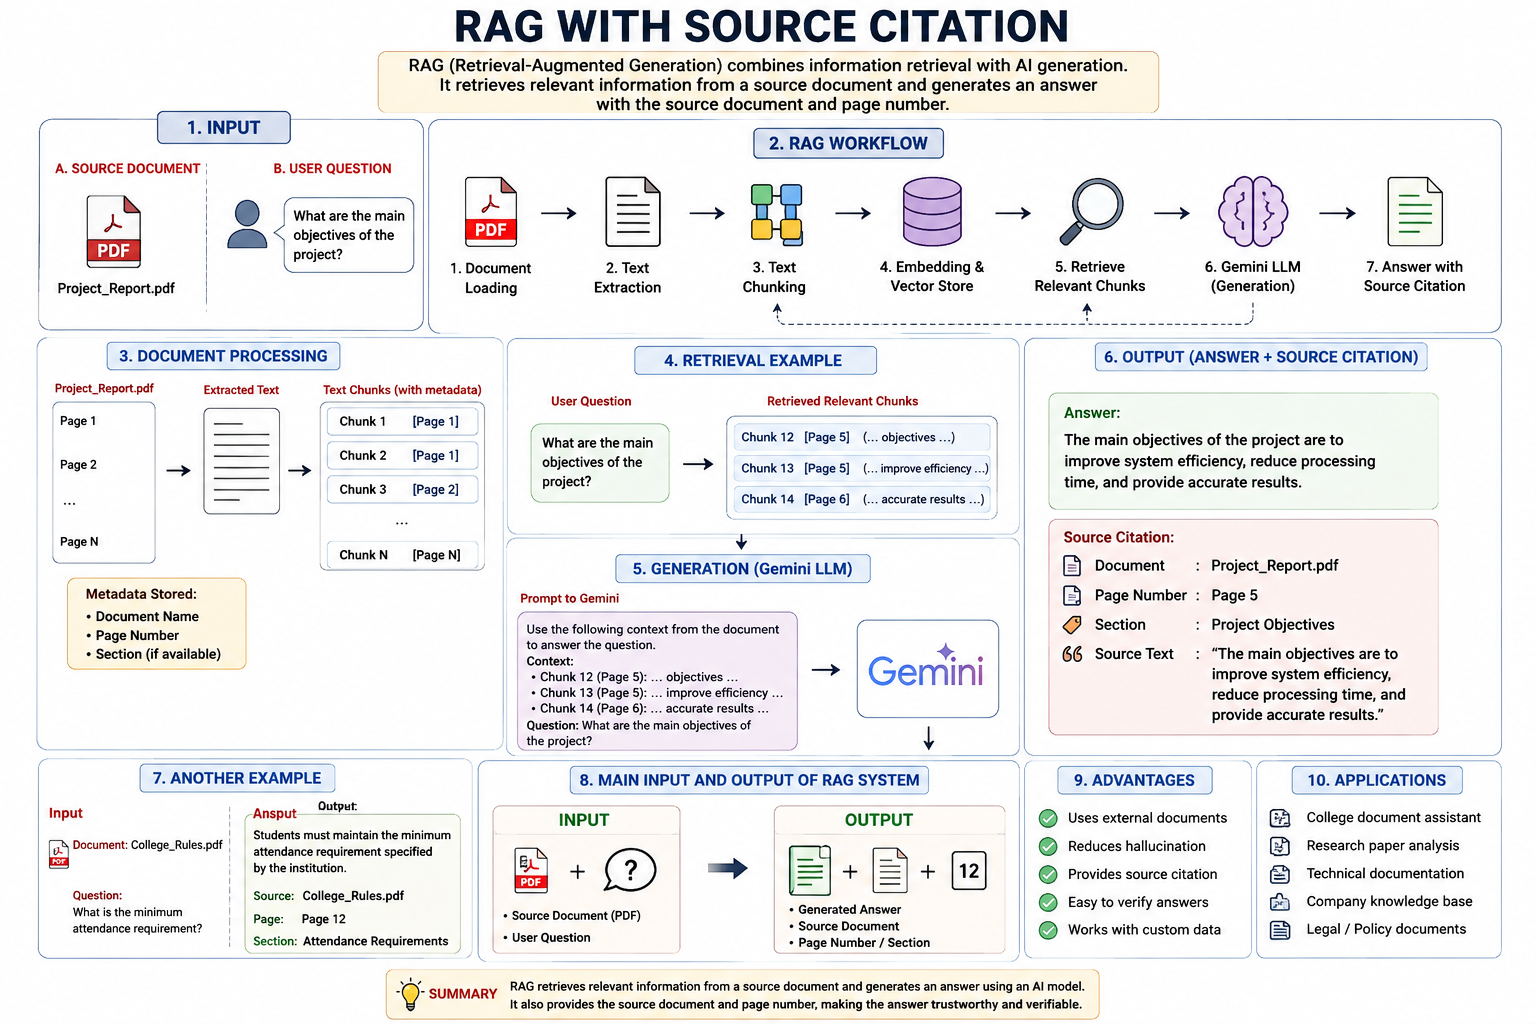 RAG WITH SOURCE CITATION
RAG (Retrieval-Augmented Generation) combines information retrieval with AI generation.
It retrieves relevant information from a source document and generates an answer
with the source document and page number.
1. INPUT
A. SOURCE DOCUMENT
PDF
Project_Report.pdf
B. USER QUESTION
What are the main
objectives of the
project?
2. RAG WORKFLOW
PDF
1. Document
Loading
2. Text
Extraction
3. Text
Chunking
4. Embedding &
Vector Store
5. Retrieve
Relevant Chunks
6. Gemini LLM
(Generation)
7. Answer with
Source Citation
3. DOCUMENT PROCESSING
Project_Report.pdf
Page 1
Page 2
...
Page N
Extracted Text
Text Chunks (with metadata)
Chunk 1 [Page 1]
Chunk 2 [Page 1]
Chunk 3 [Page 2]
...
Chunk N [Page N]
Metadata Stored:
• Document Name
• Page Number
• Section (if available)
4. RETRIEVAL EXAMPLE
User Question
What are the main
objectives of the
project?
Retrieved Relevant Chunks
Chunk 12 [Page 5] (... objectives ...)
Chunk 13 [Page 5] (... improve efficiency ...)
Chunk 14 [Page 6] (... accurate results ...)
5. GENERATION (Gemini LLM)
Prompt to Gemini
Use the following context from the document
to answer the question.
Context:
• Chunk 12 (Page 5): ... objectives ...
• Chunk 13 (Page 5): ... improve efficiency ...
• Chunk 14 (Page 6): ... accurate results ...
Question: What are the main objectives of
the project?
Gemini
6. OUTPUT (ANSWER + SOURCE CITATION)
Answer:
The main objectives of the project are to
improve system efficiency, reduce processing
time, and provide accurate results.
Source Citation:
Document : Project_Report.pdf
Page Number : Page 5
Section : Project Objectives
Source Text : “The main objectives are to
improve system efficiency,
reduce processing time, and
provide accurate results.”
7. ANOTHER EXAMPLE
Input
PDF
Document: College_Rules.pdf
Question:
What is the minimum
attendance requirement?
Output:
Ansput
Students must maintain the minimum
attendance requirement specified
by the institution.
Source: College_Rules.pdf
Page: Page 12
Section: Attendance Requirements
8. MAIN INPUT AND OUTPUT OF RAG SYSTEM
INPUT
PDF + ?
• Source Document (PDF)
• User Question
OUTPUT
+ + 12
• Generated Answer
• Source Document
• Page Number / Section
9. ADVANTAGES
Uses external documents
Reduces hallucination
Provides source citation
Easy to verify answers
Works with custom data
10. APPLICATIONS
College document assistant
Research paper analysis
Technical documentation
Company knowledge base
Legal / Policy documents
SUMMARY
RAG retrieves relevant information from a source document and generates an answer using an AI model.
It also provides the source document and page number, making the answer trustworthy and verifiable.